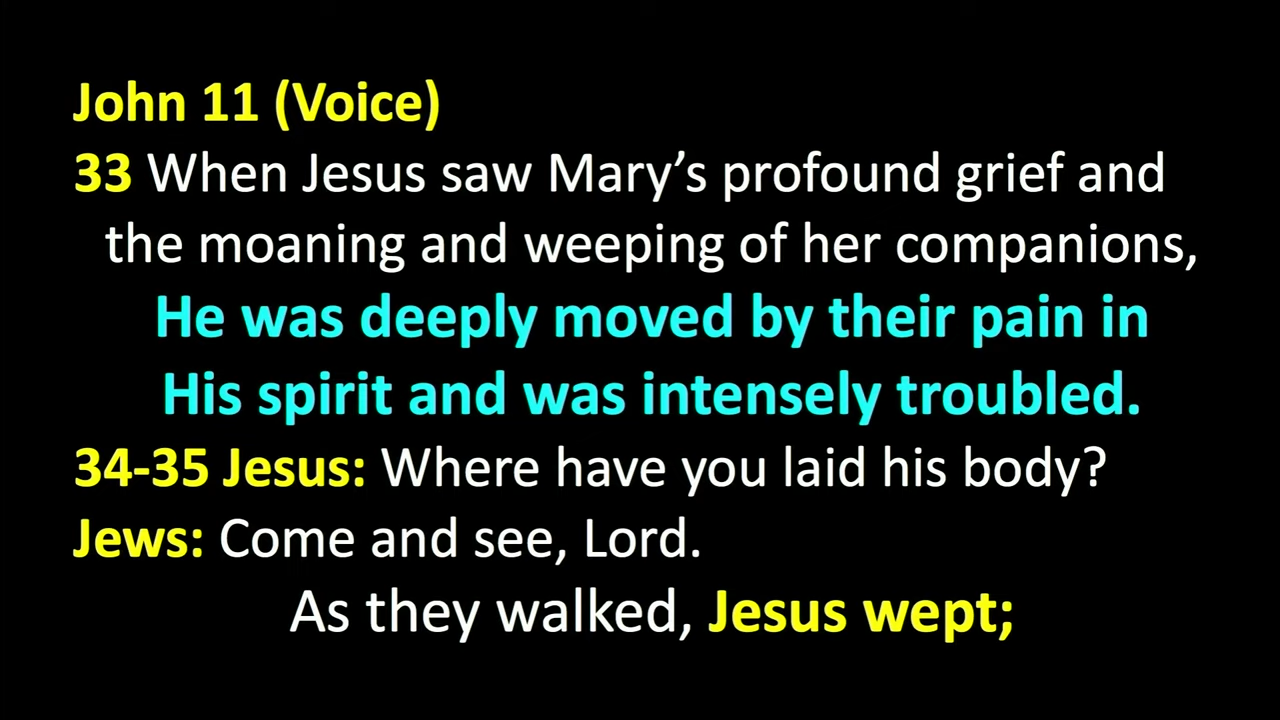 John 11 (Voice)
33 When Jesus saw Mary’s profound grief and
the moaning and weeping of her companions,
He was deeply moved by their pain in
His spirit and was intensely troubled.
34-35 Jesus: Where have you laid his body?
Jews: Come and see, Lord.
As they walked, Jesus wept;